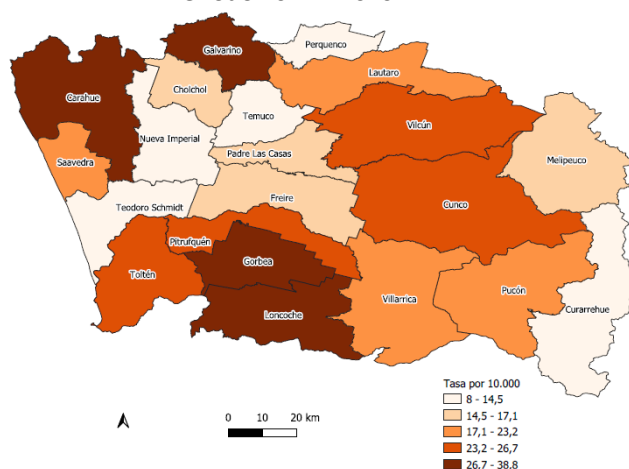 Galvarino
Perquenco
Lautaro
Carahue
Cholchol
Temuco
Vilcún
Nueva Imperial
Padre Las Casas
Melipeuco
Saavedra
Freire
Teodoro Schmidt
Cunco
Pitrufquén
Gorbea
Toltén
Villarrica
Pucón
Curarrehue
Loncoche
Tasa por 10.000
8 - 14,5
14,5 - 17,1
17,1 - 23,2
23,2 - 26,7
26,7 - 38,8
0 10 20 km